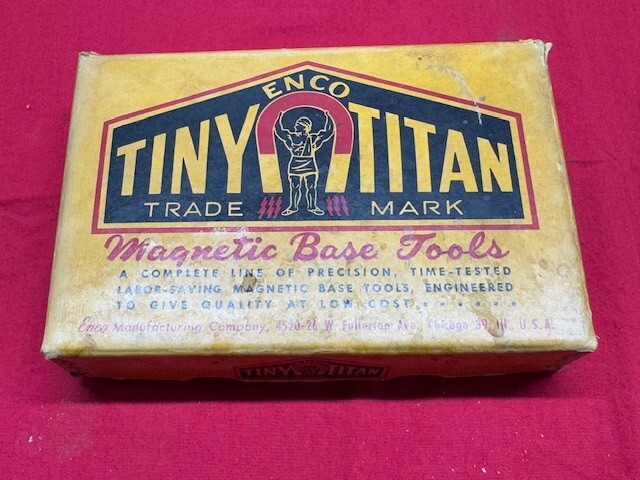 ENCO
TINY TITAN
TRADE MARK
Magnetic Base Tools
A COMPLETE LINE OF PRECISION, TIME-TESTED
LABOR-SAVING MAGNETIC BASE TOOLS, ENGINEERED
TO GIVE QUALITY AT LOW COST . . . . . .
Enco Manufacturing Company, 4520-26 W. Fullerton Ave., Chicago 39, Ill., U.S.A.
TINY TITAN